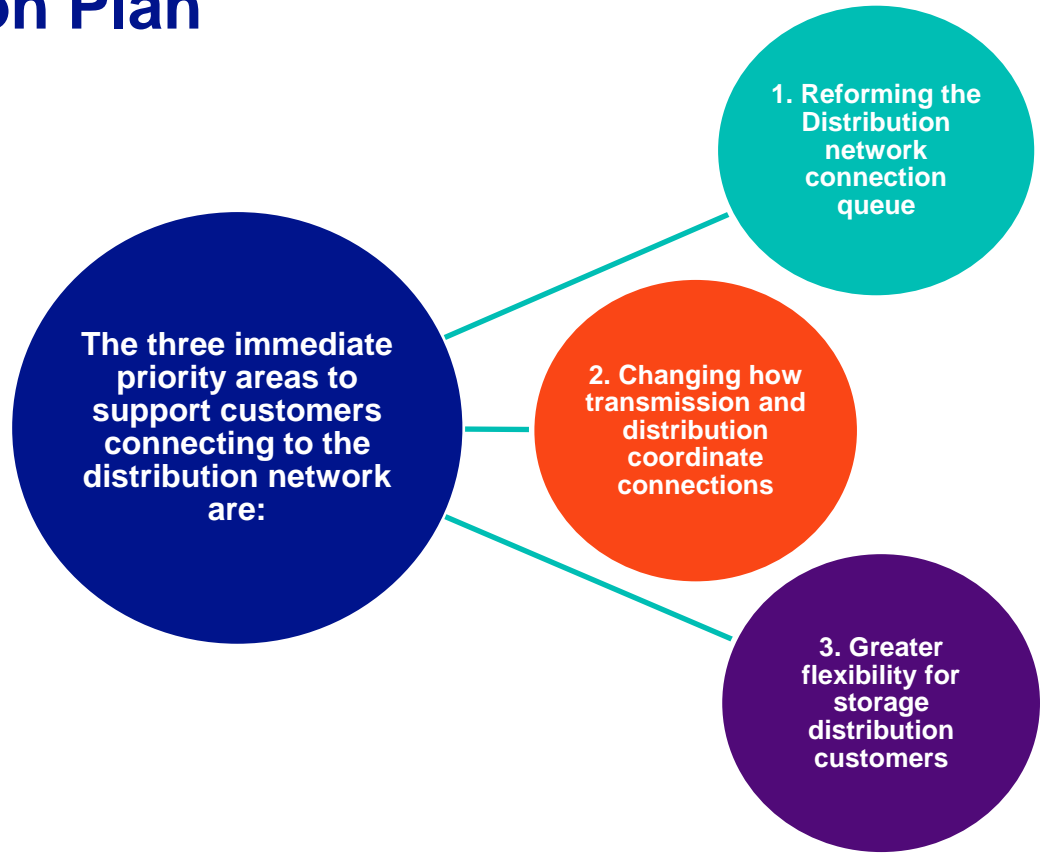 on Plan
1. Reforming the
Distribution
network
connection
queue
The three immediate
priority areas to
support customers
connecting to the
distribution network
are:
2. Changing how
transmission and
distribution
coordinate
connections
3. Greater
flexibility for
storage
distribution
customers